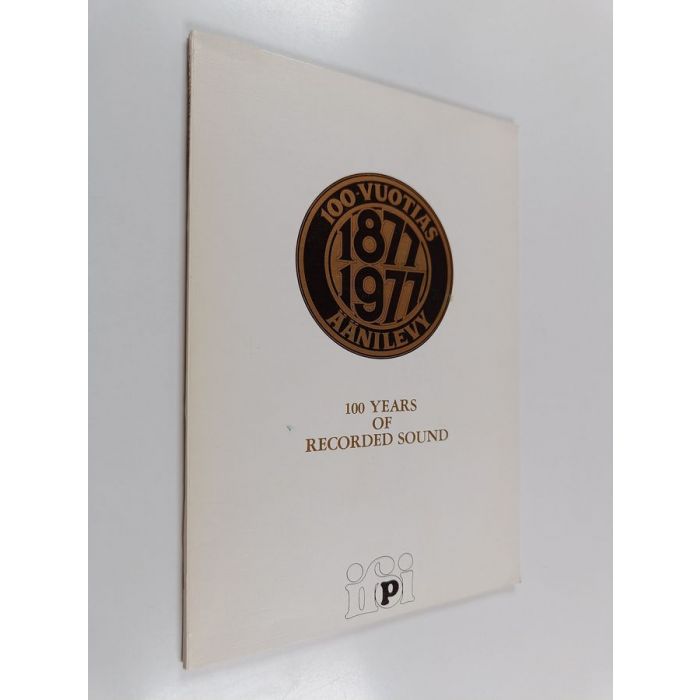 100-VUOTIAS
1877
1977
ÄÄNILEVY
100 YEARS
OF
RECORDED SOUND
ifpi